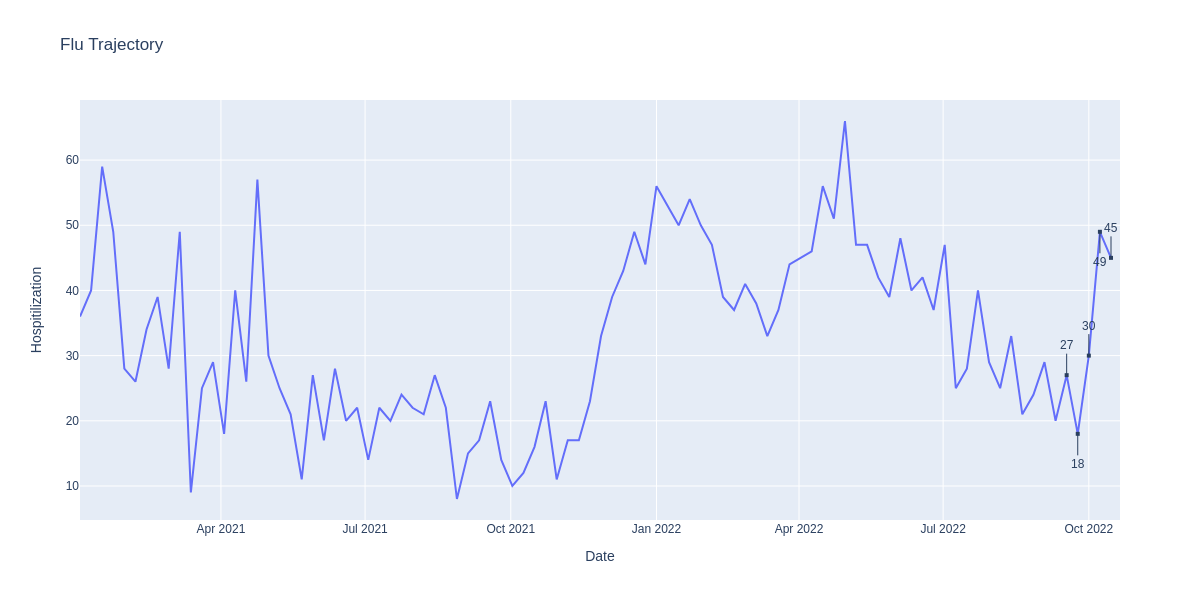 Flu Trajectory
Hospitilization
60
50
40
30
20
10
45
49
30
27
18
Apr 2021
Jul 2021
Oct 2021
Jan 2022
Apr 2022
Jul 2022
Oct 2022
Date